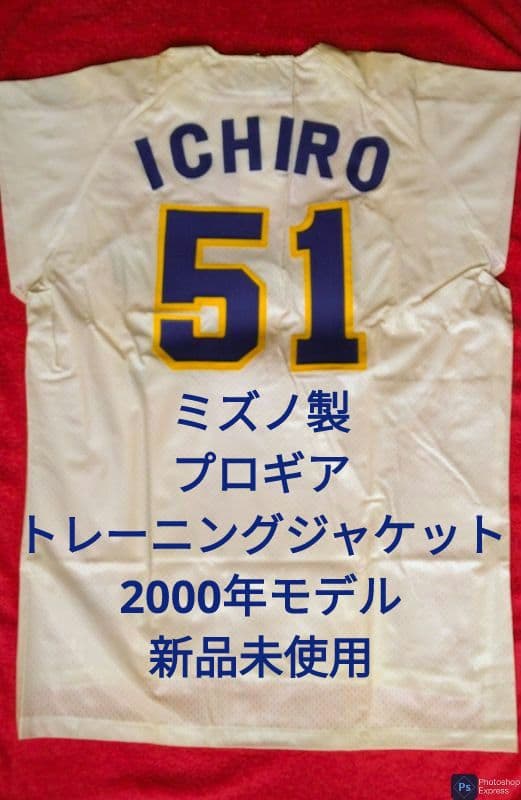 ICHIRO
51
ミズノ製
プロギア
トレーニングジャケット
2000年モデル
新品未使用
Ps Photoshop
Express